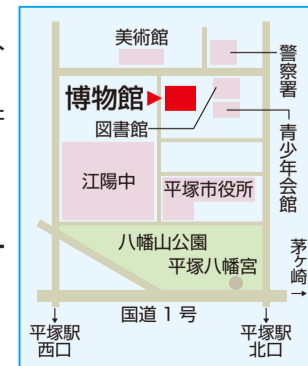 美術館
警察署
博物館
図書館
青少年会館
江陽中
平塚市役所
八幡山公園
平塚八幡宮
茅ヶ崎
→
国道1号
↓
平塚駅
西口
↓
平塚駅
北口